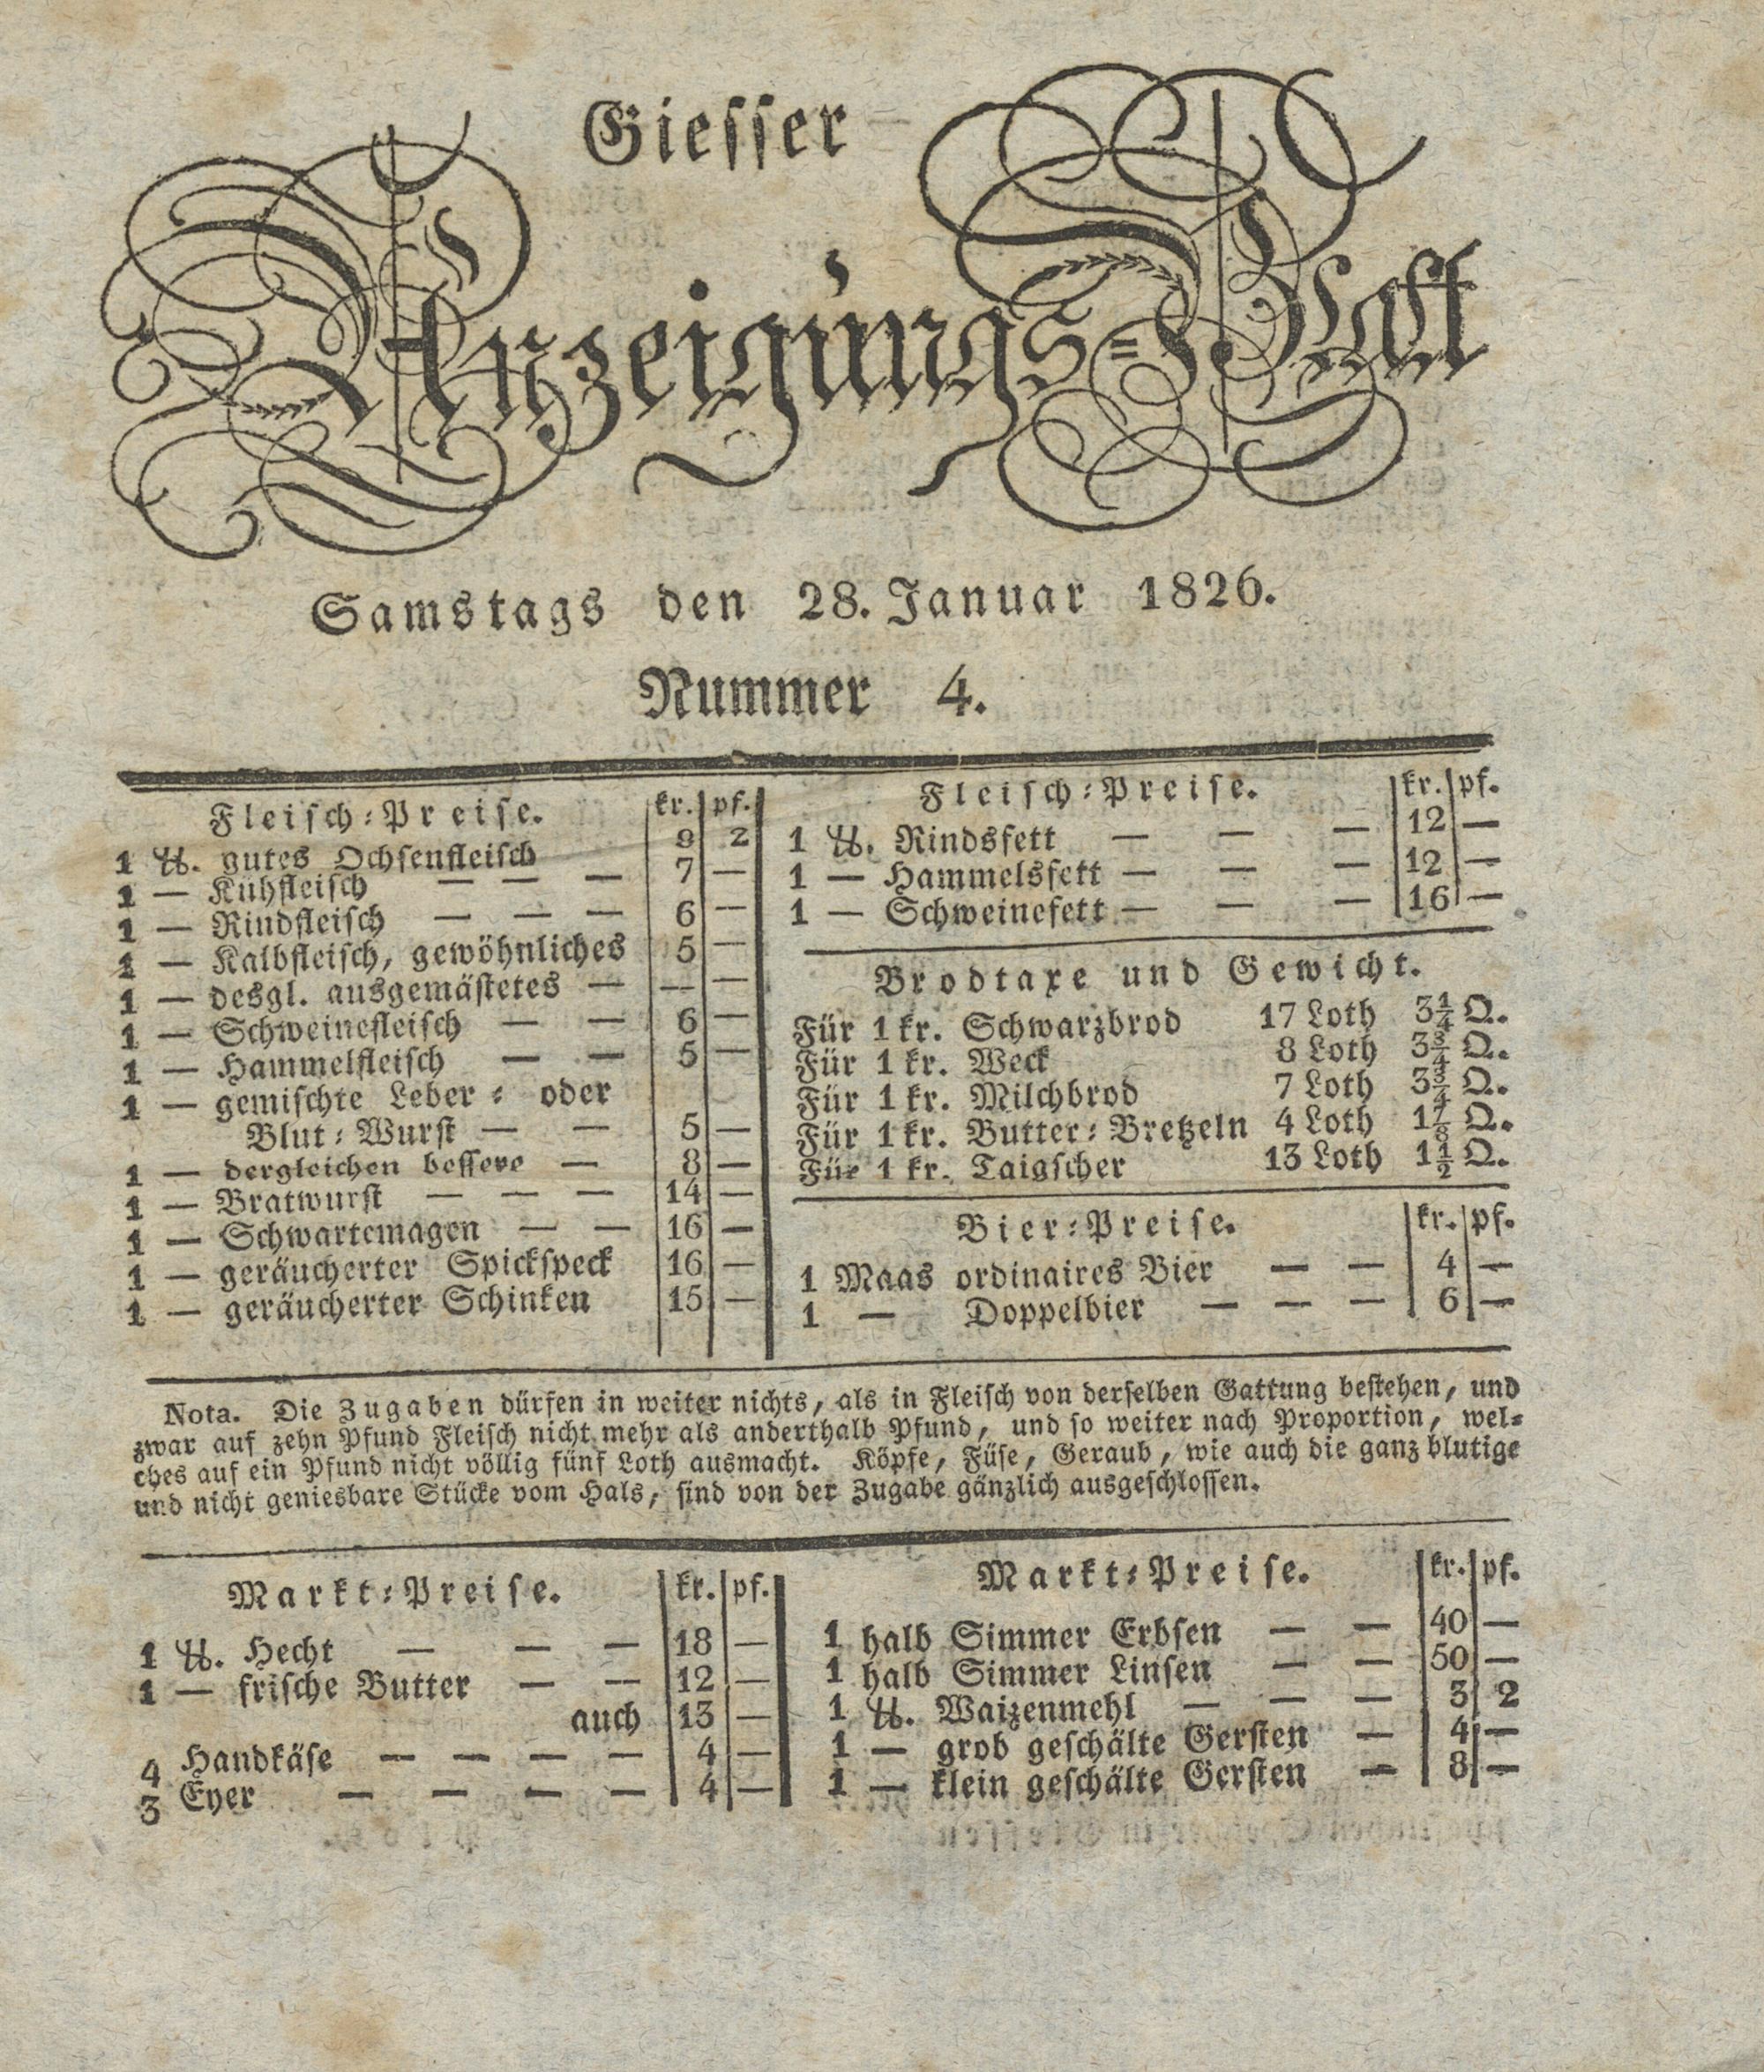 Giesser
Anzeigungs=Blatt
Samstags den 28. Januar 1826.
Nummer 4.
Fleisch=Preise. kr. pf.
1 ℔. gutes Ochsenfleisch 8 2
1 — Kuhfleisch — — — 7 —
1 — Rindfleisch — — — 6 —
1 — Kalbfleisch, gewöhnliches 5 —
1 — desgl. ausgemästetes — — —
1 — Schweinefleisch — — 6 —
1 — Hammelfleisch — — 5 —
1 — gemischte Leber= oder
Blut=Wurst — — 5 —
1 — dergleichen bessere — 8 —
1 — Bratwurst — — — 14 —
1 — Schwartemagen — — 16 —
1 — geräucherter Spickspeck 16 —
1 — geräucherter Schinken 15 —
Fleisch=Preise. kr. pf.
1 ℔. Rindsfett — — — 12 —
1 — Hammelsfett — — — 12 —
1 — Schweinefett — — — 16 —
Brodtaxe und Gewicht.
Für 1 kr. Schwarzbrod 17 Loth 3¼ Q.
Für 1 kr. Weck 8 Loth 3¾ Q.
Für 1 kr. Milchbrod 7 Loth 3¾ Q.
Für 1 kr. Butter=Bretzeln 4 Loth 1⅞ Q.
Für 1 kr. Taigscher 13 Loth 1½ Q.
Bier=Preise. kr. pf.
1 Maas ordinaires Bier — — 4 —
1 — Doppelbier — — — 6 —
Nota. Die Zugaben dürfen in weiter nichts, als in Fleisch von derselben Gattung bestehen, und
zwar auf zehn Pfund Fleisch nicht mehr als anderthalb Pfund, und so weiter nach Proportion, wel=
ches auf ein Pfund nicht völlig fünf Loth ausmacht. Köpfe, Füse, Geraub, wie auch die ganz blutige
und nicht geniesbare Stücke vom Hals, sind von der Zugabe gänzlich ausgeschlossen.
Markt=Preise. kr. pf.
1 ℔. Hecht — — — 18 —
1 — frische Butter — — 12 —
auch 13 —
4 Handkäse — — — — 4 —
3 Eyer — — — — 4 —
Markt=Preise. kr. pf.
1 halb Simmer Erbsen — — 40 —
1 halb Simmer Linsen — — 50 —
1 ℔. Waizenmehl — — — 3 2
1 — grob geschälte Gersten — 4 —
1 — klein geschälte Gersten — 8 —